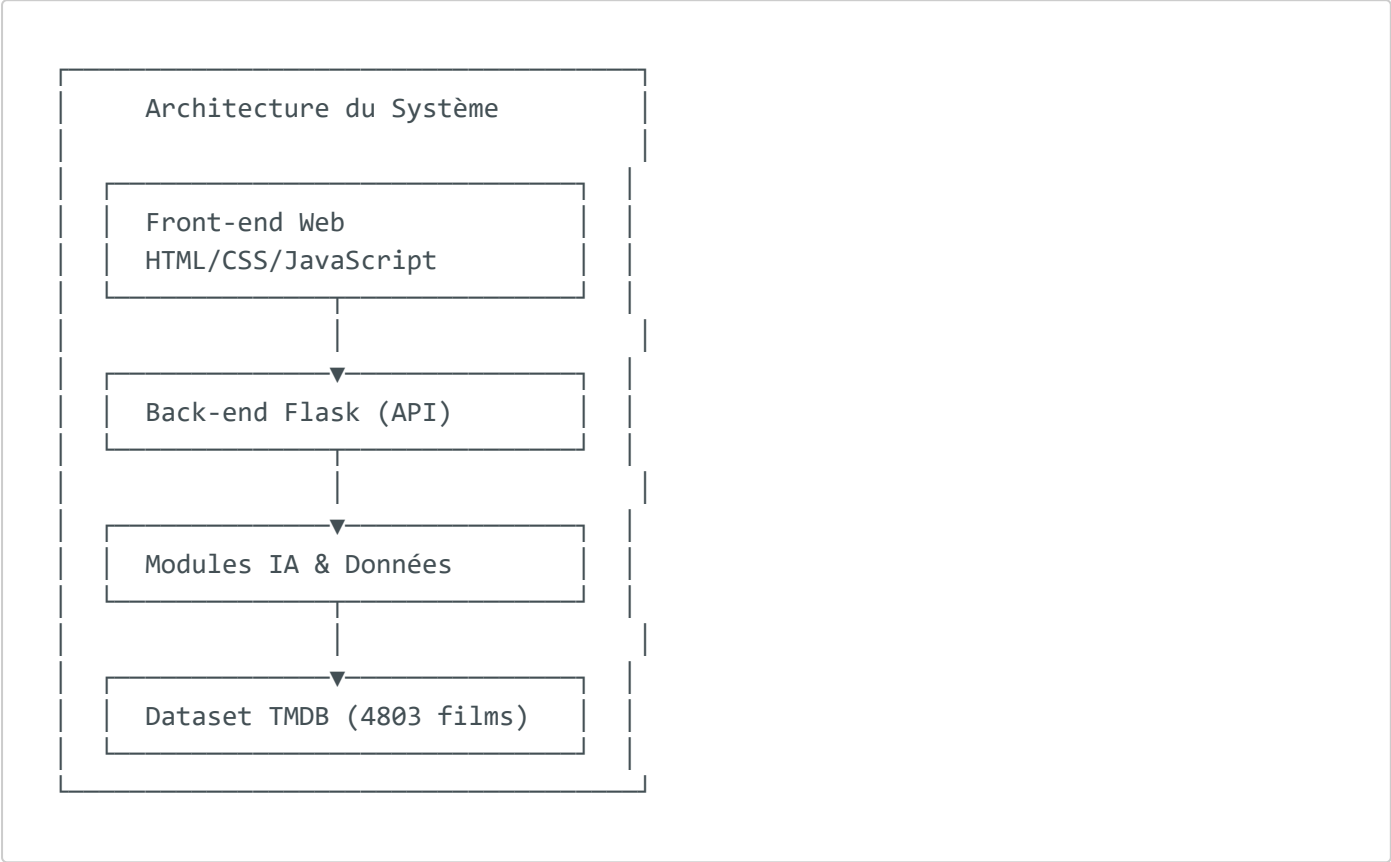 Architecture du Système
Front-end Web
HTML/CSS/JavaScript
Back-end Flask (API)
Modules IA & Données
Dataset TMDB (4803 films)